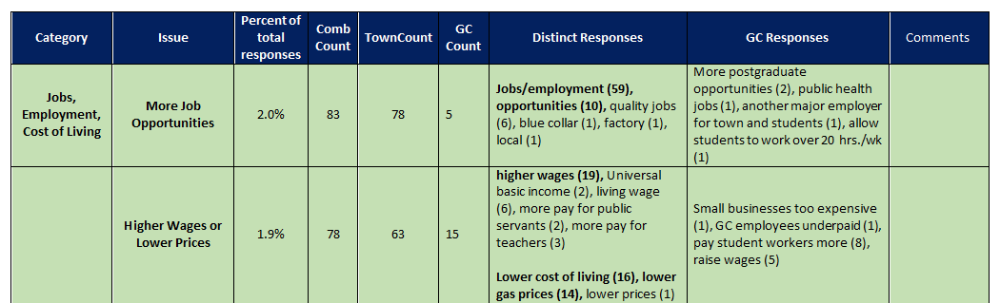 Category Issue Percent of total responses Comb Count TownCount GC Count Distinct Responses GC Responses Comments
Jobs, Employment, Cost of Living
More Job Opportunities
2.0%
83
78
5
Jobs/employment (59),
opportunities (10), quality jobs
(6), blue collar (1), factory (1),
local (1)
More postgraduate
opportunities (2), public health
jobs (1), another major employer
for town and students (1), allow
students to work over 20 hrs./wk
(1)
Higher Wages or
Lower Prices
1.9%
78
63
15
higher wages (19), Universal
basic income (2), living wage
(6), more pay for public
servants (2), more pay for
teachers (3)
Lower cost of living (16), lower
gas prices (14), lower prices (1)
Small businesses too expensive
(1), GC employees underpaid (1),
pay student workers more (8),
raise wages (5)